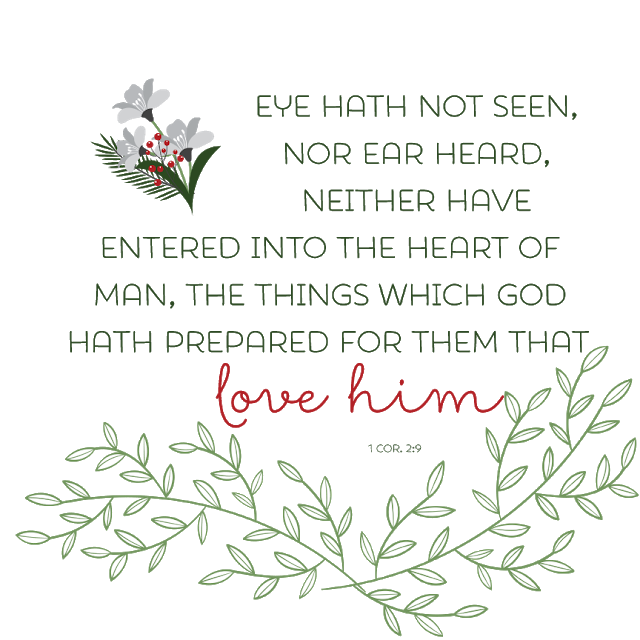 EYE HATH NOT SEEN,
NOR EAR HEARD,
NEITHER HAVE
ENTERED INTO THE HEART OF
MAN, THE THINGS WHICH GOD
HATH PREPARED FOR THEM THAT
love him
1 COR. 2:9